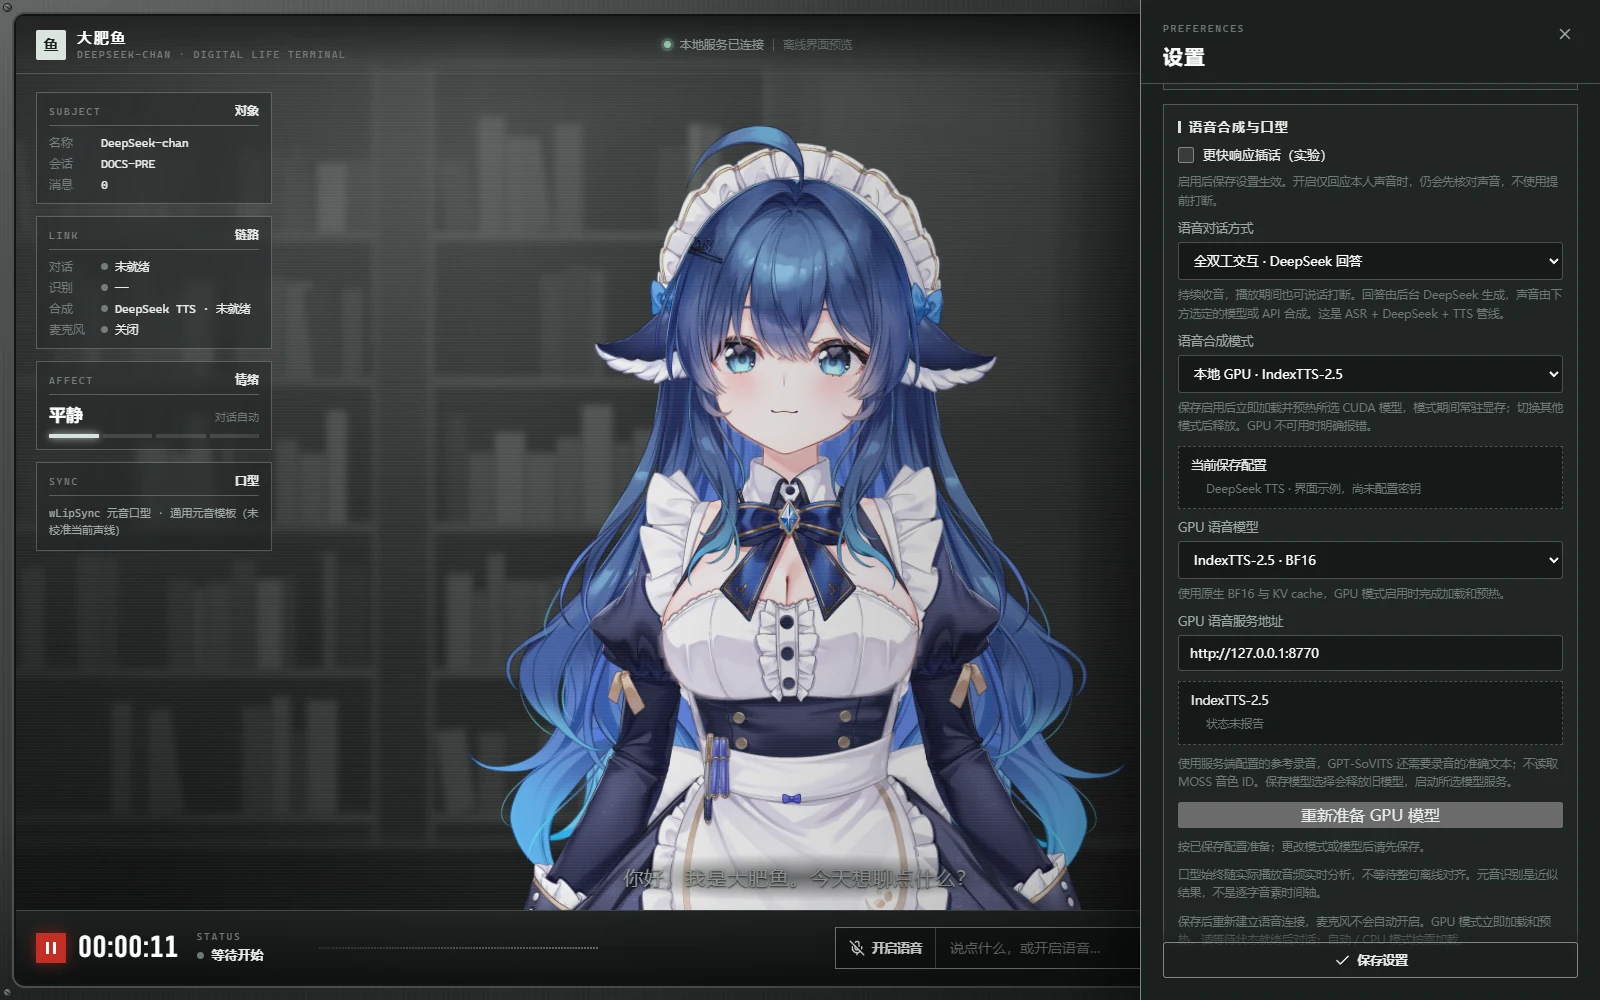 鱼
大肥鱼
DEEPSEEK-CHAN · DIGITAL LIFE TERMINAL
本地服务已连接
离线界面预览
SUBJECT 对象
名称 DeepSeek-chan
会话 DOCS-PRE
消息 0
LINK 链路
对话 未就绪
识别 —
合成 DeepSeek TTS · 未就绪
麦克风 关闭
AFFECT 情绪
平静 对话自动
SYNC 口型
wLipSync 元音口型 · 通用元音模板（未
校准当前声线）
你好，我是大肥鱼。今天想聊点什么？
00:00:11
STATUS
等待开始
开启语音
说点什么，或开启语音...
PREFERENCES
设置
语音合成与口型
更快响应插话（实验）
启用后保存设置生效。开启仅回应本人声音时，仍会先核对声音，不使用提
前打断。
语音对话方式
全双工交互 · DeepSeek 回答
持续收音，播放期间也可说话打断。回答由后台 DeepSeek 生成，声音由下
方选定的模型或 API 合成。这是 ASR + DeepSeek + TTS 管线。
语音合成模式
本地 GPU · IndexTTS-2.5
保存启用后立即加载并预热所选 CUDA 模型，模式期间常驻显存；切换其他
模式后释放。GPU 不可用时明确报错。
当前保存配置
DeepSeek TTS · 界面示例，尚未配置密钥
GPU 语音模型
IndexTTS-2.5 · BF16
使用原生 BF16 与 KV cache，GPU 模式启用时完成加载和预热。
GPU 语音服务地址
http://127.0.0.1:8770
IndexTTS-2.5
状态未报告
使用服务端配置的参考录音，GPT-SoVITS 还需要录音的准确文本；不读取
MOSS 音色 ID。保存模型选择会释放旧模型，启动所选模型服务。
重新准备 GPU 模型
按已保存配置准备；更改模式或模型后请先保存。
口型始终随实际播放音频实时分析，不等待整句离线对齐。元音识别是近似
结果，不是逐字音素时间轴。
保存后重新建立语音连接，麦克风不会自动开启。GPU 模式立即加载和预
热，请等待状态就绪后对话；自动 / CPU 模式按需加载。
保存设置